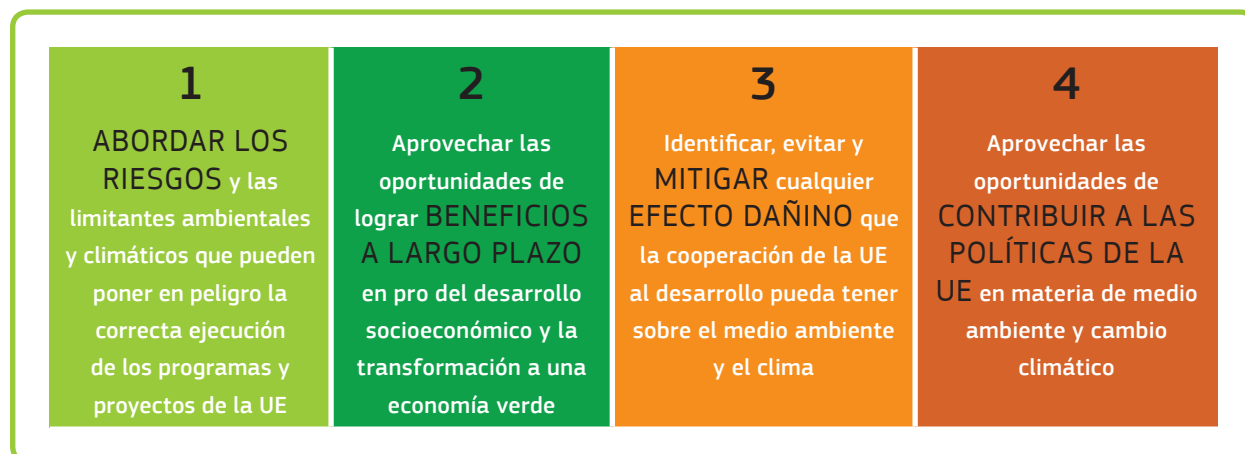 1
ABORDAR LOS
RIESGOS y las
limitantes ambientales
y climáticos que pueden
poner en peligro la
correcta ejecución
de los programas y
proyectos de la UE
2
Aprovechar las
oportunidades de
lograr BENEFICIOS
A LARGO PLAZO
en pro del desarrollo
socioeconómico y la
transformación a una
economía verde
3
Identificar, evitar y
MITIGAR cualquier
EFECTO DAÑINO que
la cooperación de la UE
al desarrollo pueda tener
sobre el medio ambiente
y el clima
4
Aprovechar las
oportunidades de
CONTRIBUIR A LAS
POLÍTICAS DE LA
UE en materia de medio
ambiente y cambio
climático